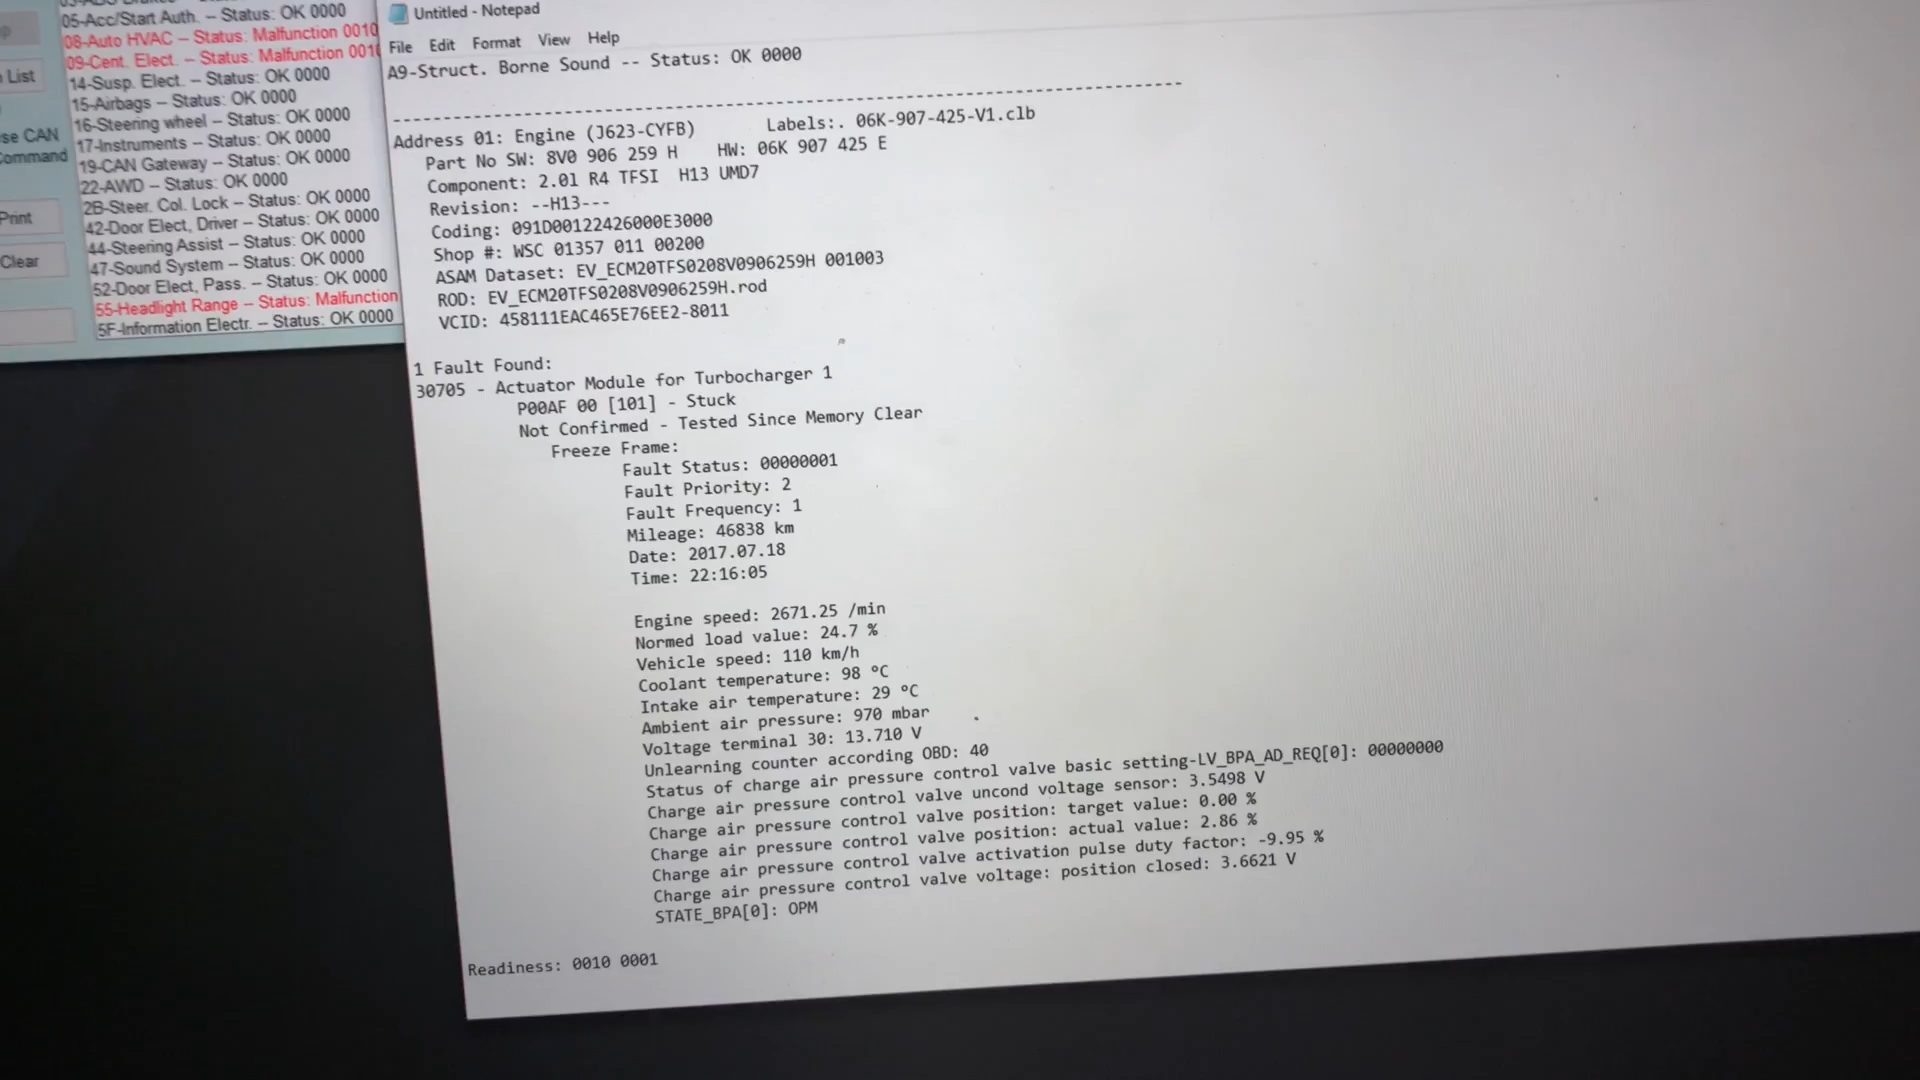 05-Acc/Start Auth. -- Status: OK 0000
08-Auto HVAC -- Status: Malfunction 0010
09-Cent. Elect. -- Status: Malfunction 0010
14-Susp. Elect. -- Status: OK 0000
15-Airbags -- Status: OK 0000
16-Steering wheel -- Status: OK 0000
17-Instruments -- Status: OK 0000
19-CAN Gateway -- Status: OK 0000
22-AWD -- Status: OK 0000
2B-Steer. Col. Lock -- Status: OK 0000
42-Door Elect, Driver -- Status: OK 0000
44-Steering Assist -- Status: OK 0000
47-Sound System -- Status: OK 0000
52-Door Elect, Pass. -- Status: OK 0000
55-Headlight Range -- Status: Malfunction
5F-Information Electr. -- Status: OK 0000
List
se CAN
ommand
Print
Clear
Untitled - Notepad
File Edit Format View Help
A9-Struct. Borne Sound -- Status: OK 0000
-------------------------------------------------------------------------------
Address 01: Engine (J623-CYFB) Labels:. 06K-907-425-V1.clb
Part No SW: 8V0 906 259 H HW: 06K 907 425 E
Component: 2.0l R4 TFSI H13 UMD7
Revision: --H13---
Coding: 091D00122426000E3000
Shop #: WSC 01357 011 00200
ASAM Dataset: EV_ECM20TFS0208V0906259H 001003
ROD: EV_ECM20TFS0208V0906259H.rod
VCID: 458111EAC465E76EE2-8011
1 Fault Found:
30705 - Actuator Module for Turbocharger 1
P00AF 00 [101] - Stuck
Not Confirmed - Tested Since Memory Clear
Freeze Frame:
Fault Status: 00000001
Fault Priority: 2
Fault Frequency: 1
Mileage: 46838 km
Date: 2017.07.18
Time: 22:16:05
Engine speed: 2671.25 /min
Normed load value: 24.7 %
Vehicle speed: 110 km/h
Coolant temperature: 98 °C
Intake air temperature: 29 °C
Ambient air pressure: 970 mbar
Voltage terminal 30: 13.710 V
Unlearning counter according OBD: 40
Status of charge air pressure control valve basic setting-LV_BPA_AD_REQ[0]: 00000000
Charge air pressure control valve uncond voltage sensor: 3.5498 V
Charge air pressure control valve position: target value: 0.00 %
Charge air pressure control valve position: actual value: 2.86 %
Charge air pressure control valve activation pulse duty factor: -9.95 %
Charge air pressure control valve voltage: position closed: 3.6621 V
STATE_BPA[0]: OPM
Readiness: 0010 0001